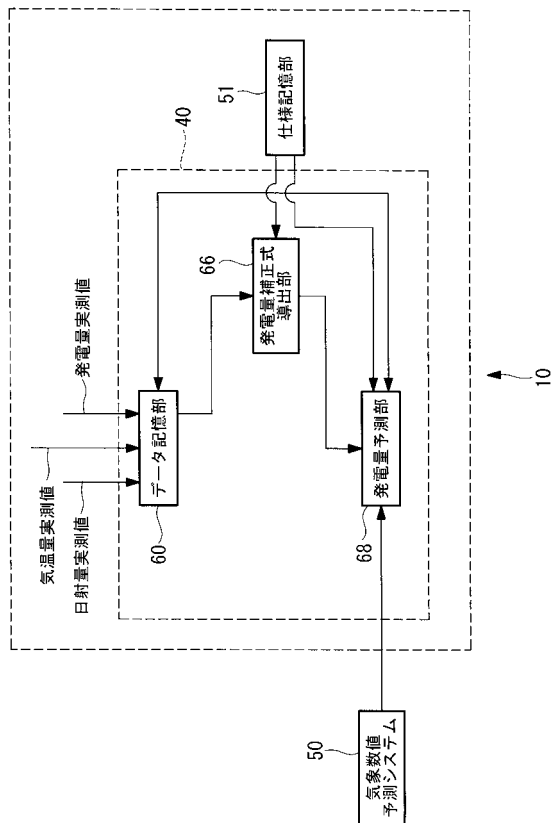 日射量実測値
気温量実測値
発電量実測値
40
データ記憶部
60
66
発電量補正式
導出部
51
仕様記憶部
発電量予測部
68
50
気象数値
予測システム
10